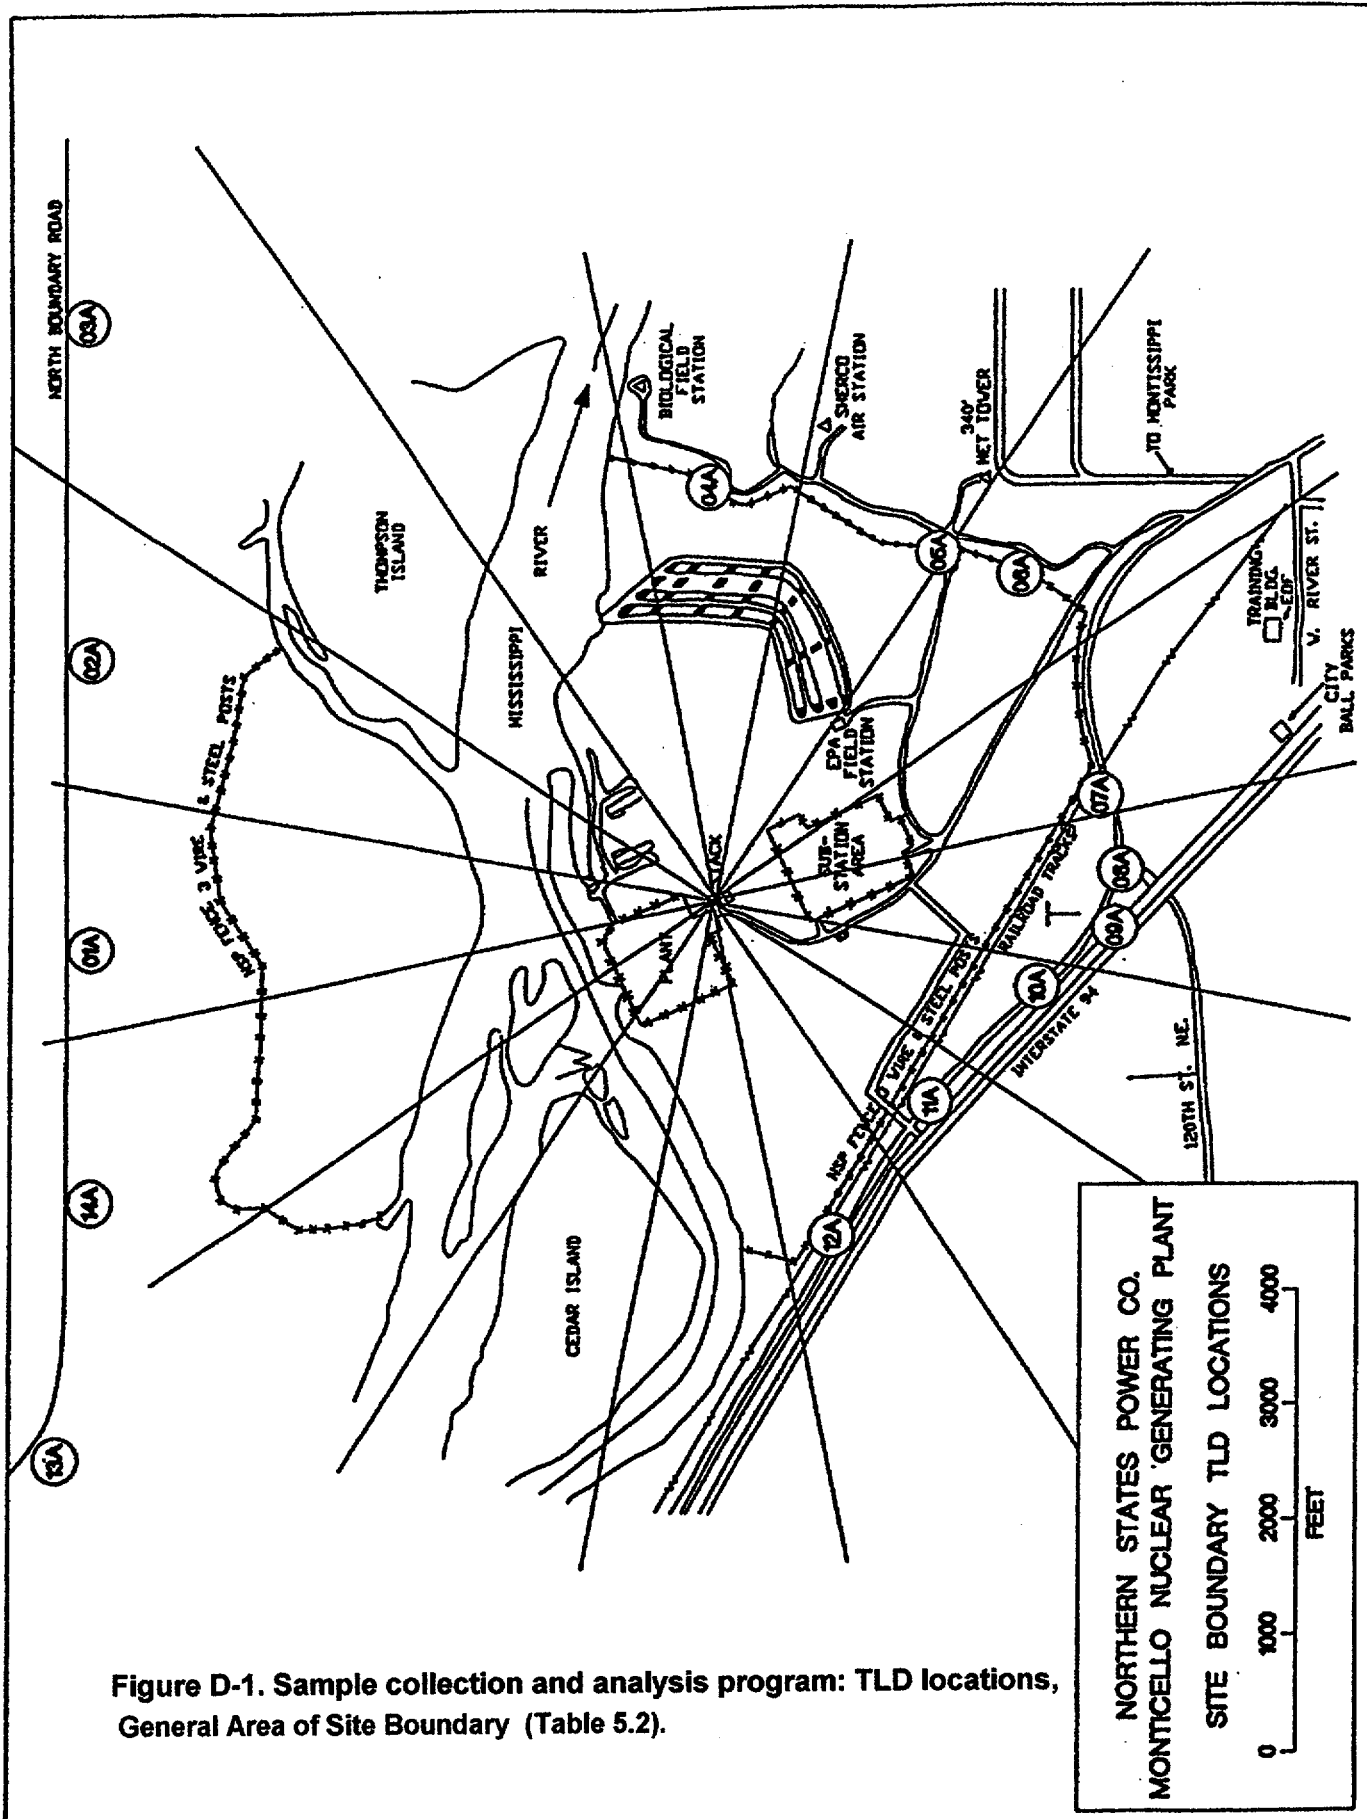 NORTH BOUNDARY ROAD
03A
02A
01A
14A
13A
NSP FENCE 3 WIRE & STEEL POSTS
THOMPSON
ISLAND
MISSISSIPPI
RIVER
BIOLOGICAL
FIELD
STATION
04A
SHERCO
AIR STATION
340'
MET TOWER
05A
06A
TO MONTISSIPPI
PARK
EPA
FIELD
STATION
SUB-
STATION
AREA
STACK
PLANT
CEDAR ISLAND
TRAINING
BLDG.
EOF
W. RIVER ST.
CITY
BALL PARKS
07A
08A
09A
10A
11A
12A
RAILROAD TRACKS
NSP FENCE 3 WIRE & STEEL POSTS
INTERSTATE 94
120TH ST. NE.
NORTHERN STATES POWER CO.
MONTICELLO NUCLEAR GENERATING PLANT
SITE BOUNDARY TLD LOCATIONS
0 1000 2000 3000 4000
FEET
Figure D-1. Sample collection and analysis program: TLD locations,
General Area of Site Boundary (Table 5.2).